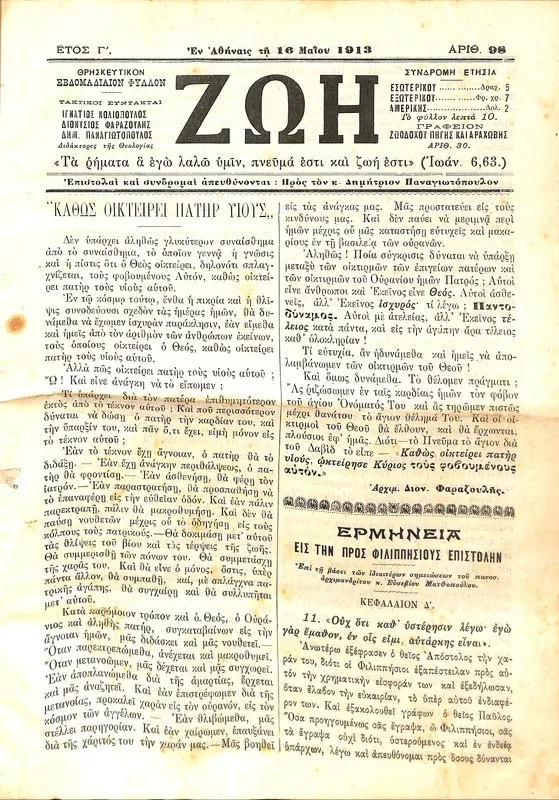 ΕΤΟΣ Γ΄.
Ἐν Ἀθήναις τῇ 16 Μαΐου 1913
ΑΡΙΘ. 98
ΘΡΗΣΚΕΥΤΙΚΟΝ
ΕΒΔΟΜΑΔΙΑΙΟΝ ΦΥΛΛΟΝ
ΤΑΚΤΙΚΟΙ ΣΥΝΤΑΚΤΑΙ
ΙΓΝΑΤΙΟΣ ΚΟΛΙΟΠΟΥΛΟΣ
ΔΙΟΝΥΣΙΟΣ ΦΑΡΑΖΟΥΛΗΣ
ΔΗΜ. ΠΑΝΑΓΙΩΤΟΠΟΥΛΟΣ
Διδάκτορες τῆς Θεολογίας
ΖΩΗ
ΣΥΝΔΡΟΜΗ ΕΤΗΣΙΑ
ΕΣΩΤΕΡΙΚΟΥ ........ Δραχ. 5
ΕΞΩΤΕΡΙΚΟΥ ........ Φρ. χρ. 7
ΑΜΕΡΙΚΗΣ ........ Δολ. 2
Τὸ φύλλον λεπτὰ 10.
ΓΡΑΦΕΙΟΝ
ΖΩΟΔΟΧΟΥ ΠΗΓΗΣ ΚΑΙ ΑΡΑΧΩΒΗΣ
ΑΡΙΘ. 30.
«Τὰ ῥήματα ἃ ἐγὼ λαλῶ ὑμῖν, πνεῦμά ἐστι καὶ ζωή ἐστι» (Ἰωάν. 6,63.)
Ἐπιστολαὶ καὶ συνδρομαὶ ἀπευθύνονται : Πρὸς τὸν κ. Δημήτριον Παναγιωτόπουλον
"ΚΑΘΩΣ ΟΙΚΤΕΙΡΕΙ ΠΑΤΗΡ ΥΙΟΥΣ„
Δὲν ὑπάρχει ἀληθῶς γλυκύτερον συναίσθημα
ἀπὸ τὸ συναίσθημα, τὸ ὁποῖον γεννᾷ ἡ γνῶσις
καὶ ἡ πίστις ὅτι ὁ Θεὸς οἰκτείρει, δηλονότι σπλαγ-
χνίζεται, τοὺς φοβουμένους Αὐτόν, καθὼς οἰκτεί-
ρει πατὴρ τοὺς υἱοὺς αὐτοῦ.
Ἐν τῷ κόσμῳ τούτῳ, ἔνθα ἡ πικρία καὶ ἡ θλῖ-
ψις συνοδεύουσι σχεδὸν τὰς ἡμέρας ἡμῶν, θὰ δυ-
νάμεθα νὰ ἔχωμεν ἰσχυρὰν παράκλησιν, ἐὰν εἴμεθα
καὶ ἡμεῖς ἀπὸ τὸν ἀριθμὸν τῶν ἀνθρώπων ἐκείνων,
τοὺς ὁποίους οἰκτείρει ὁ Θεός, καθὼς οἰκτείρει
πατὴρ τοὺς υἱοὺς αὐτοῦ.
Ἀλλὰ πῶς οἰκτείρει πατὴρ τοὺς υἱοὺς αὐτοῦ ;
Ὤ ! Καὶ εἶνε ἀνάγκη νὰ τὸ εἴπωμεν ;
Τί ὑπάρχει διὰ τὸν πατέρα ἐπιθυμητότερον
ἐκτὸς ἀπὸ τὸ τέκνον αὐτοῦ ; Καὶ ποῦ περισσότερον
δύναται νὰ δώσῃ ὁ πατὴρ τὴν καρδίαν του, καὶ
τὴν ὕπαρξίν του, καὶ πᾶν ὅ,τι ἔχει, εἰμὴ μόνον εἰς
τὸ τέκνον αὐτοῦ ;
Ἐὰν τὸ τέκνον ἔχῃ ἄγνοιαν, ὁ πατὴρ θὰ τὸ
διδάξῃ.— Ἐὰν ἔχῃ ἀνάγκην περιθάλψεως, ὁ πα-
τὴρ θὰ φροντίσῃ.— Ἐὰν ἀσθενήσῃ, θὰ φέρῃ τὸν
ἰατρόν.— Ἐὰν παραστρατήσῃ, θὰ προσπαθήσῃ νὰ
τὸ ἐπαναφέρῃ εἰς τὴν εὐθεῖαν ὁδόν. Καὶ ἐὰν πάλιν
παρεκτραπῇ, πάλιν θὰ μακροθυμήσῃ. Καὶ δὲν θὰ
παύσῃ νουθετῶν μέχρις οὗ τὸ ὁδηγήσῃ εἰς τοὺς
κόλπους τοὺς πατρικούς.—Θὰ δοκιμάσῃ μετ' αὐτοῦ
τὰς θλίψεις τοῦ βίου καὶ τὰς τέρψεις τῆς ζωῆς.
Θὰ συμμερισθῇ τῶν πόνων του. Θὰ συμμετάσχῃ
τῆς χαρᾶς του. Καὶ θὰ εἶνε ὁ μόνος, ὅστις, ὑπὲρ
πάντα ἄλλον, θὰ συμπαθῇ, καί, μὲ σπλάγχνα πα-
τρικῆς ἀγάπης, θὰ συγχαίρῃ καὶ θὰ συλλυπῆται
μετ' αὐτοῦ.
Κατὰ παρόμοιον τρόπον καὶ ὁ Θεός, ὁ Οὐρά-
νιος καὶ ἀληθὴς πατήρ, συγκαταβαίνων εἰς τὴν
ἄγνοιαν ἡμῶν, μᾶς διδάσκει καὶ μᾶς νουθετεῖ.—
Ὅταν παρεκτρεπώμεθα, ἀνέχεται καὶ μακροθυμεῖ.
Ὅταν μετανοῶμεν, μᾶς δέχεται καὶ μᾶς συγχωρεῖ.
Ἐὰν ἀποπλανώμεθα διὰ τῆς ἁμαρτίας, ἔρχεται
καὶ μᾶς ἀναζητεῖ. Καὶ ἐὰν ἐπιστρέφωμεν διὰ τῆς
μετανοίας, προκαλεῖ χαρὰν εἰς τὸν οὐρανόν, εἰς τὸν
κόσμον τῶν ἀγγέλων. — Ἐὰν θλιβώμεθα, μᾶς
στέλλει παρηγορίαν. Καὶ ἐὰν χαίρωμεν, ἐπαυξάνει
διὰ τῆς χάριτός του τὴν χαράν μας.—Μᾶς βοηθεῖ
εἰς τὰς ἀνάγκας μας. Μᾶς προστατεύει εἰς τοὺς
κινδύνους μας. Καὶ δὲν παύει νὰ μεριμνᾷ περὶ
ἡμῶν μέχρις οὗ μᾶς καταστήσῃ εὐτυχεῖς καὶ μακα-
ρίους ἐν τῇ βασιλείᾳ τῶν οὐρανῶν.
Ἀληθῶς ! Ποία σύγκρισις δύναται νὰ ὑπάρξῃ
μεταξὺ τῶν οἰκτιρμῶν τῶν ἐπιγείων πατέρων καὶ
τῶν οἰκτιρμῶν τοῦ Οὐρανίου ἡμῶν Πατρός ; Αὐτοὶ
εἶνε ἄνθρωποι καὶ Ἐκεῖνος εἶνε Θεός. Αὐτοὶ ἀσθε-
νεῖς, ἀλλ' Ἐκεῖνος ἰσχυρός· τί λέγω ; Παντο-
δύναμος. Αὐτοὶ μὲ ἀτελείας, ἀλλ' Ἐκεῖνος τέ-
λειος κατὰ πάντα, καὶ εἰς τὴν ἀγάπην ἄρα τέλειος
καθ' ὁλοκληρίαν !
Τί εὐτυχία, ἂν ἠδυνάμεθα καὶ ἡμεῖς νὰ ἀπο-
λαμβάνωμεν τῶν οἰκτιρμῶν τοῦ Θεοῦ !
Καὶ ὅμως δυνάμεθα. Τὸ θέλομεν πράγματι ;
Ἂς ῥιζώσωμεν ἐν ταῖς καρδίαις ἡμῶν τὸν φόβον
τοῦ ἁγίου Ὀνόματός Του καὶ ἂς τηρῶμεν πιστῶς
μέχρι θανάτου τὸ ἅγιον θέλημά Του. Καὶ οἱ οἰ-
κτιρμοὶ τοῦ Θεοῦ θὰ ἔλθουν, καὶ θὰ ἔρχωνται,
πλούσιοι ἐφ' ἡμᾶς. Διότι—τὸ Πνεῦμα τὸ ἅγιον διὰ
τοῦ Δαβὶδ τὸ εἶπε — «Καθὼς οἰκτείρει πατὴρ
υἱούς, ᾠκτείρησε Κύριος τοὺς φοβουμένους
αὐτόν.»
Ἀρχιμ. Διον. Φαραζουλῆς.
ΕΡΜΗΝΕΙΑ
ΕΙΣ ΤΗΝ ΠΡΟΣ ΦΙΛΙΠΠΗΣΙΟΥΣ ΕΠΙΣΤΟΛΗΝ
Ἐπὶ τῇ βάσει τῶν ἰδιαιτέρων σημειώσεων τοῦ πανοσ.
ἀρχιμανδρίτου κ. Εὐσεβίου Ματθοπούλου.
ΚΕΦΑΛΑΙΟΝ Δ΄.
11. «Οὐχ ὅτι καθ' ὑστέρησιν λέγω· ἐγὼ
γὰρ ἔμαθον, ἐν οἷς εἰμι, αὐτάρκης εἶναι».
Ἀνωτέρω ἐξέφρασεν ὁ θεῖος Ἀπόστολος τὴν χα-
ράν του, διότι οἱ Φιλιππήσιοι ἐξαπέστειλαν πρὸς αὐ-
τὸν τὴν χρηματικὴν εἰσφοράν των καὶ ἐξεδήλωσαν,
ὅταν ἔλαβον τὴν εὐκαιρίαν, τὸ ὑπὲρ αὐτοῦ ἐνδιαφέ-
ρον των. Καὶ ἐξακολουθεῖ γράφων ὁ θεῖος Παῦλος.
Ὅσα προηγουμένως σᾶς ἔγραψα, ὦ Φιλιππήσιοι, σᾶς
τὰ ἔγραψα οὐχὶ διότι, ὑστερούμενος καὶ ἐν ἐνδείᾳ
ὑπάρχων, λέγω καὶ ἀπευθύνομαι πρὸς ὅσους δύνανται